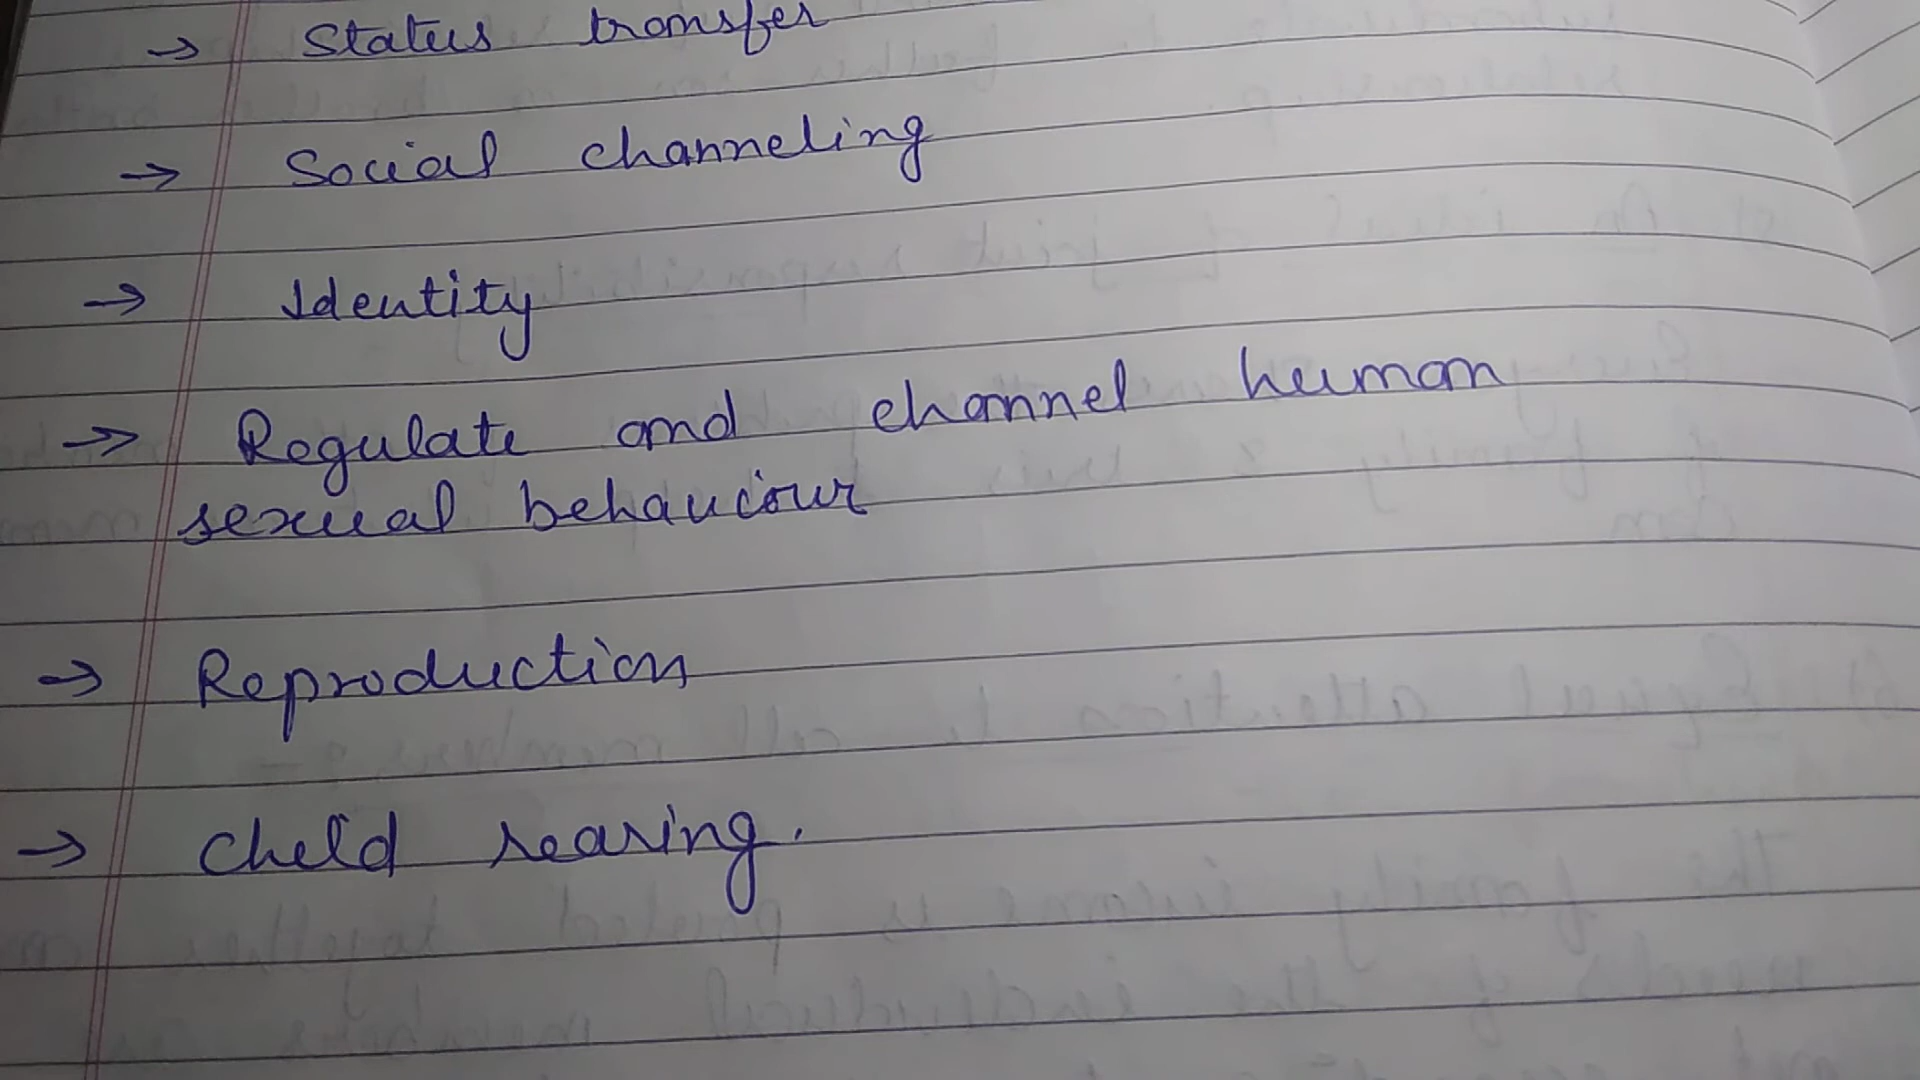 → Status transfer
→ Social channeling
→ Identity
→ Regulate and channel human
sexual behaviour
→ Reproduction
→ Child rearing.